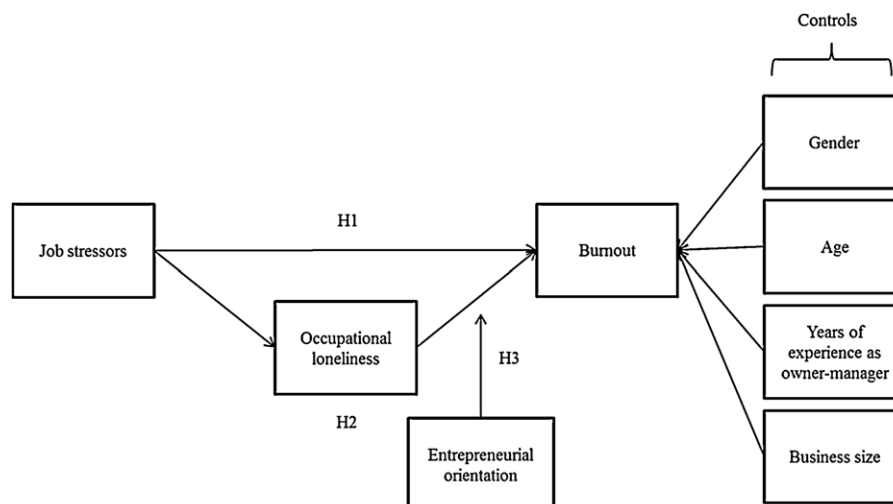 Controls
Gender
H1
Job stressors
Burnout
Age
Occupational
loneliness
Years of
experience as
owner-manager
H3
H2
Entrepreneurial
orientation
Business size